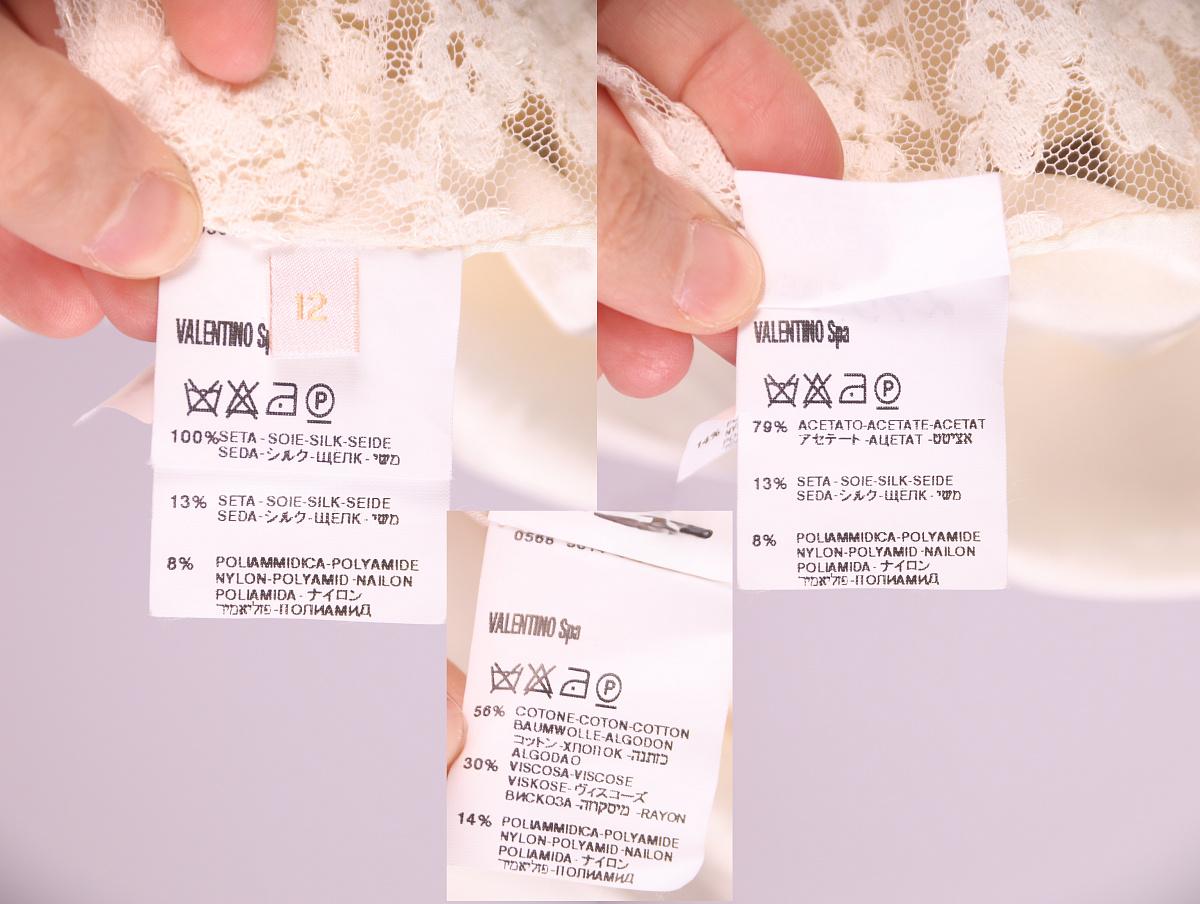 12
VALENTINO Sp
P
100% SETA-SOIE-SILK-SEIDE
SEDA-シルク-ЩЕЛК-משי
13% SETA-SOIE-SILK-SEIDE
SEDA-シルク-ЩЕЛК-משי
8% POLIAMMIDICA-POLYAMIDE
NYLON-POLYAMID-NAILON
POLIAMIDA-ナイロン
פוליאמיד-ПОЛИАМИД
VALENTINO Spa
P
79% ACETATO-ACETATE-ACETAT
アセテート-АЦЕТАТ-אציטט
13% SETA-SOIE-SILK-SEIDE
SEDA-シルク-ЩЕЛК-משי
8% POLIAMMIDICA-POLYAMIDE
NYLON-POLYAMID-NAILON
POLIAMIDA-ナイロン
פוליאמיד-ПОЛИАМИД
14%
VALENTINO Spa
P
56% COTONE-COTON-COTTON
BAUMWOLLE-ALGODON
コットン-ХЛОПОК-כותנה
ALGODAO
30% VISCOSA-VISCOSE
VISKOSE-ヴィスコーズ
ВИСКОЗА-מיסקוזה-RAYON
14% POLIAMMIDICA-POLYAMIDE
NYLON-POLYAMID-NAILON
POLIAMIDA-ナイロン
פוליאמיד-ПОЛИАМИД